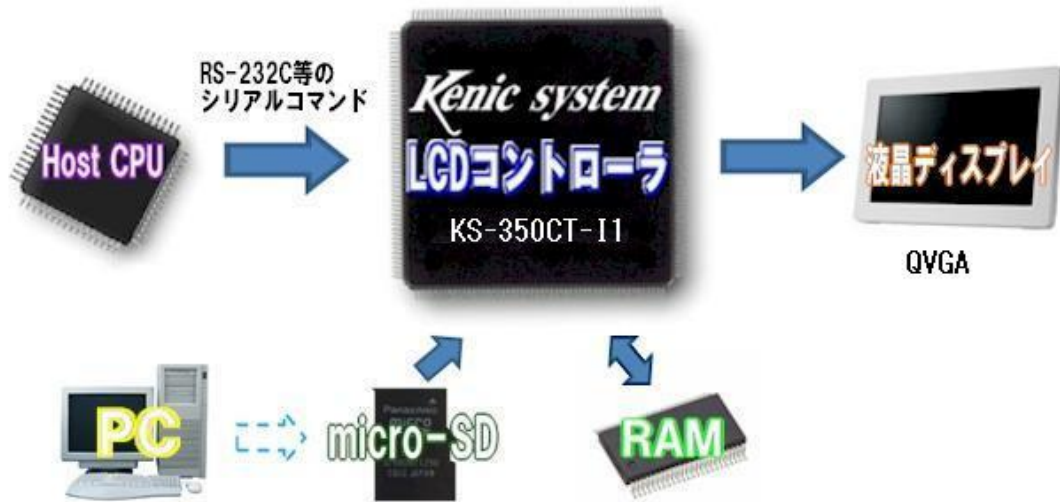 RS-232C等の
シリアルコマンド
Host CPU
Kenic system
LCDコントローラ
KS-350CT-I1
液晶ディスプレイ
QVGA
PC
micro-SD
RAM
Panasonic